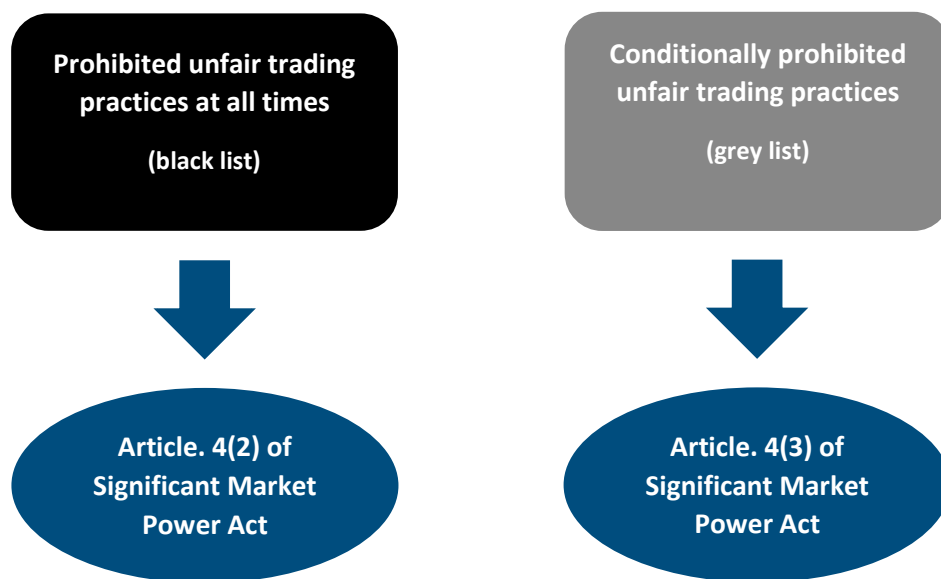 Prohibited unfair trading
practices at all times
(black list)
Conditionally prohibited
unfair trading practices
(grey list)
Article. 4(2) of
Significant Market
Power Act
Article. 4(3) of
Significant Market
Power Act